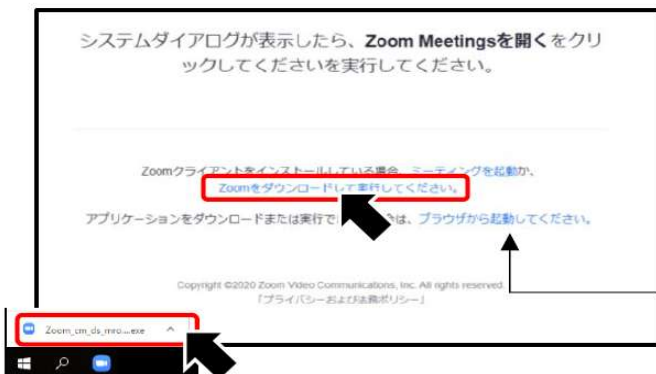 システムダイアログが表示したら、Zoom Meetingsを開くをクリ
ックしてくださいを実行してください。
Zoomクライアントをインストールしている場合、ミーティングを起動か、
Zoomをダウンロードして実行してください。
アプリケーションをダウンロードまたは実行で は、ブラウザから起動してください。
Copyright ©2020 Zoom Video Communications, Inc. All rights reserved.
「プライバシーおよび法務ポリシー」
Zoom_cm_ds_mro....exe